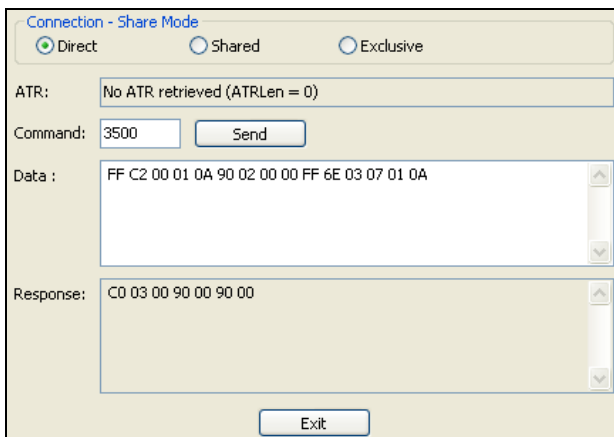 Connection - Share Mode
Direct Shared Exclusive
ATR: No ATR retrieved (ATRLen = 0)
Command: 3500 Send
Data : FF C2 00 01 0A 90 02 00 00 FF 6E 03 07 01 0A
Response: C0 03 00 90 00 90 00
Exit